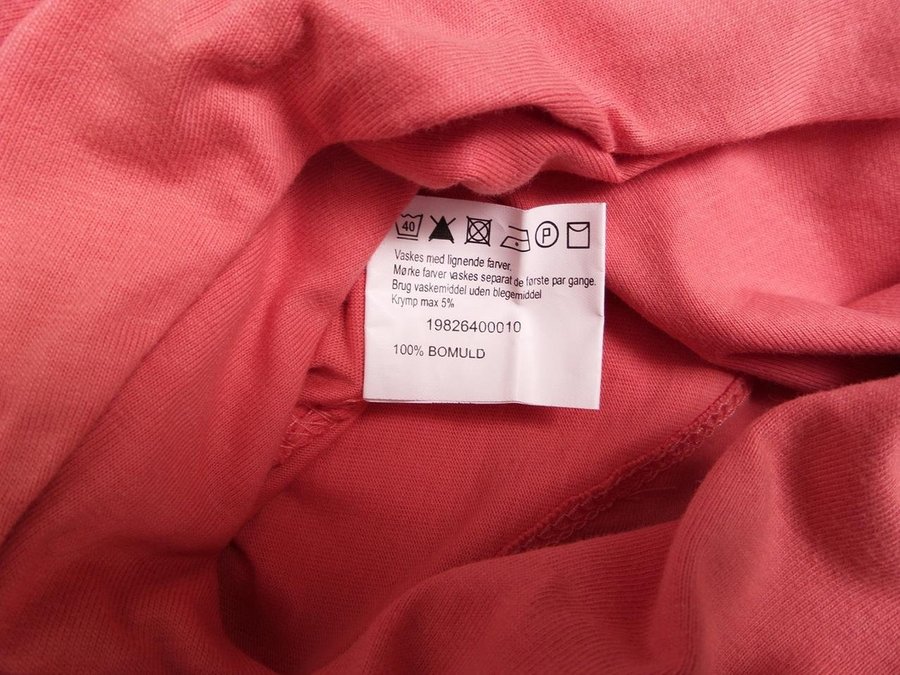 40 P
Vaskes med lignende farver.
Mørke farver vaskes separat de første par gange.
Brug vaskemiddel uden blegemiddel
Krymp max 5%
19826400010
100% BOMULD